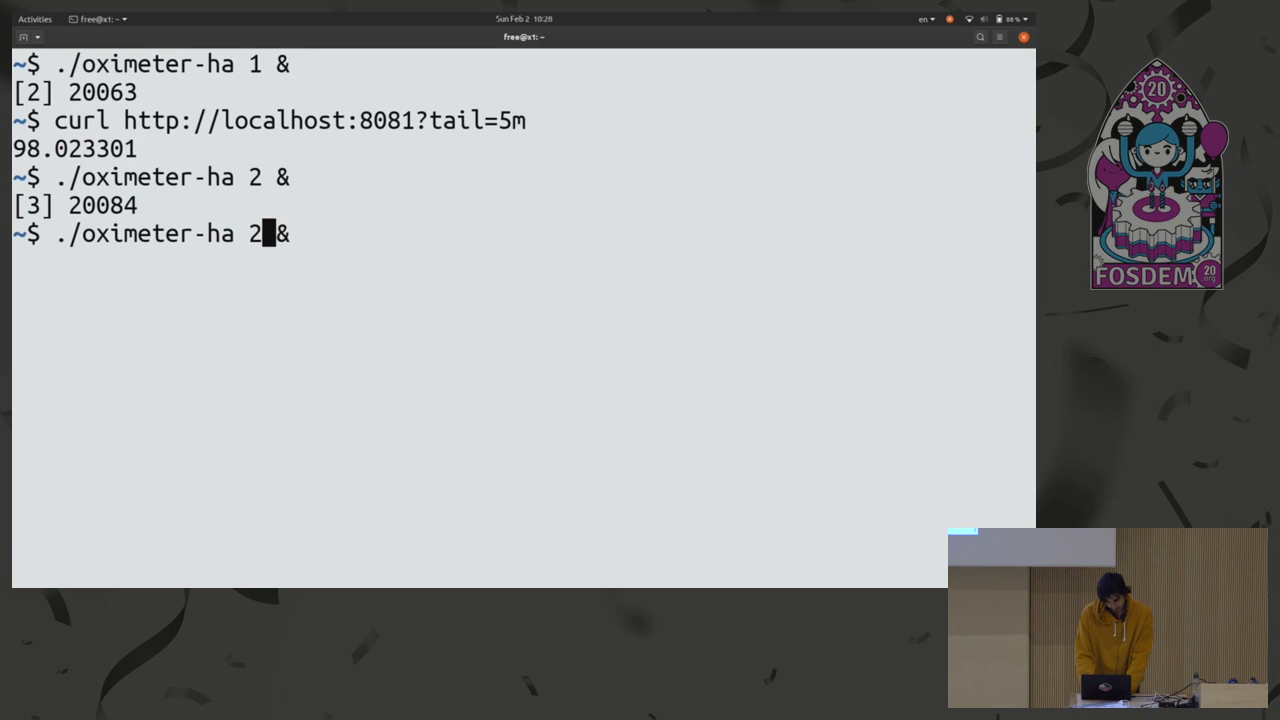 Activities
free@x1: ~
Sun Feb 2 10:28
en
88 %
free@x1: ~
~$ ./oximeter-ha 1 &
[2] 20063
~$ curl http://localhost:8081?tail=5m
98.023301
~$ ./oximeter-ha 2 &
[3] 20084
~$ ./oximeter-ha 2 &
20
FOSDEM
20
.org